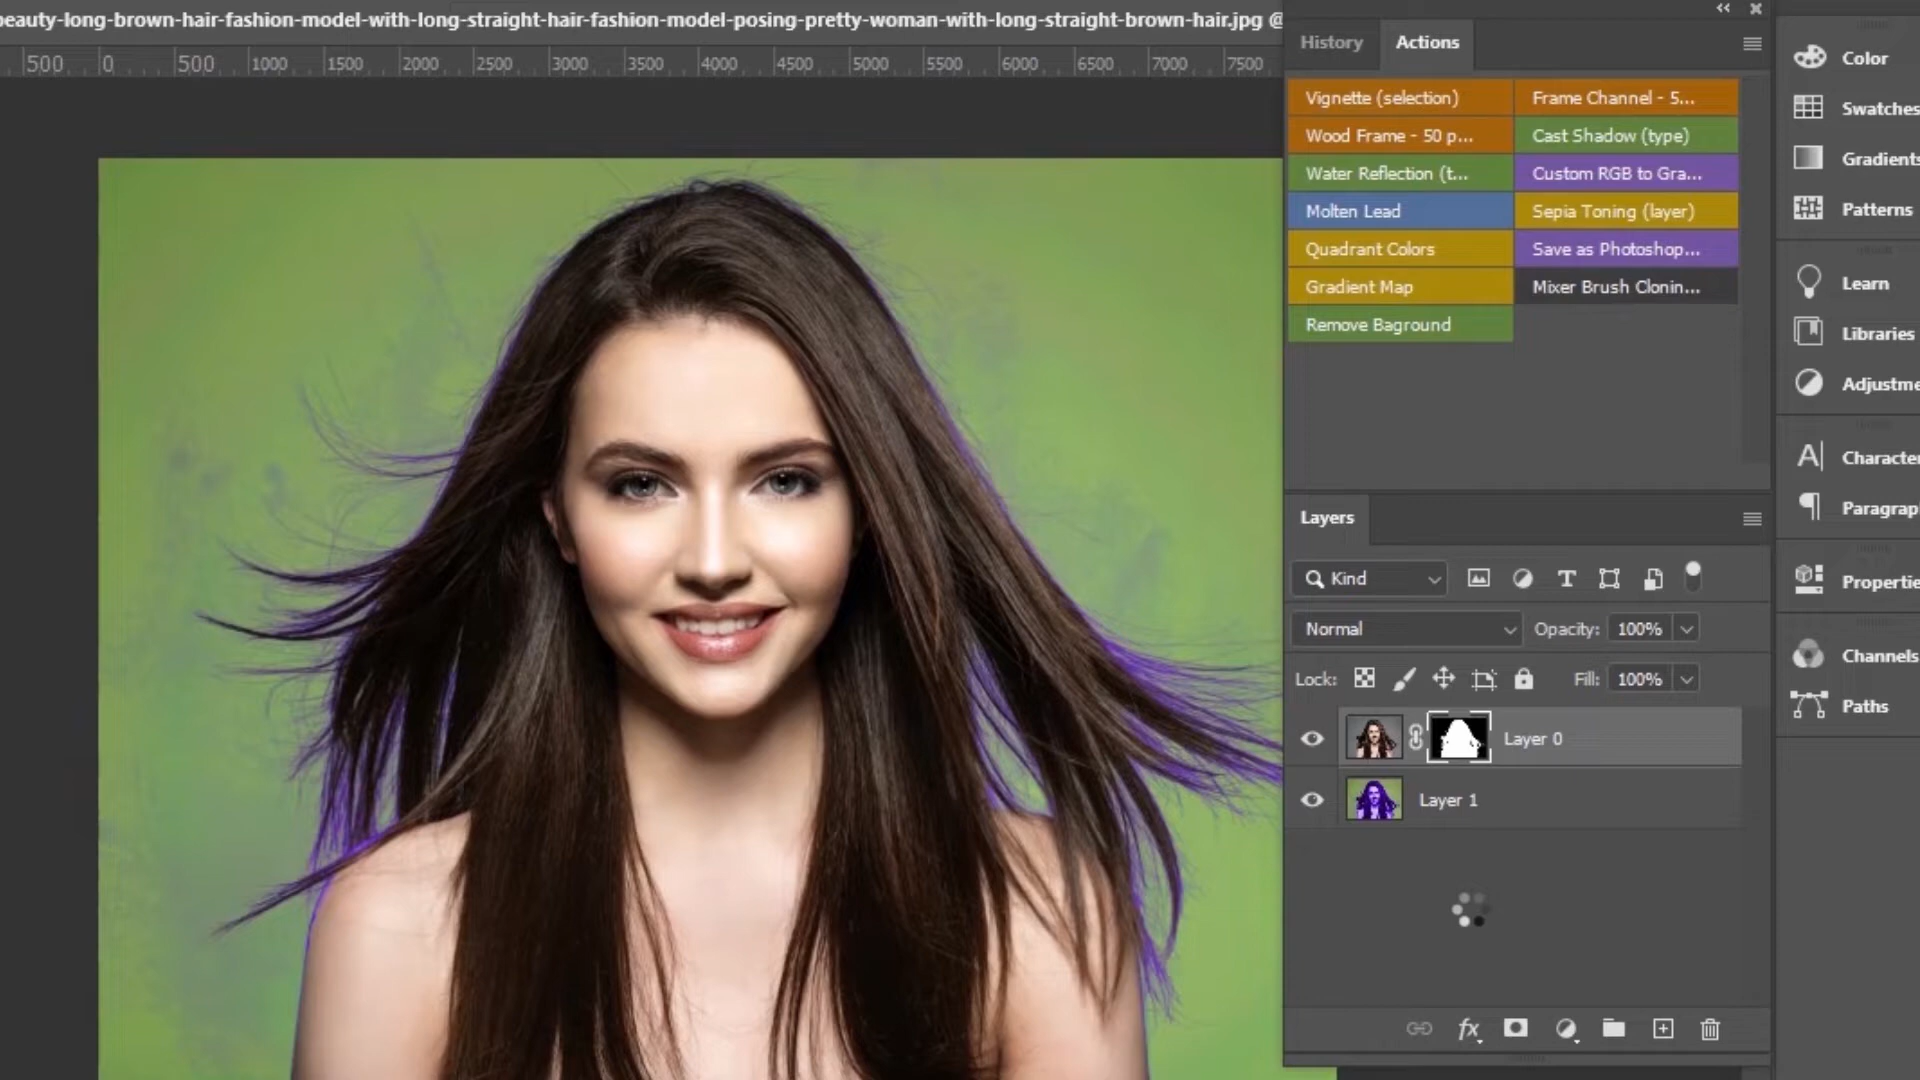 beauty-long-brown-hair-fashion-model-with-long-straight-hair-fashion-model-posing-pretty-woman-with-long-straight-brown-hair.jpg @
500 0 500 1000 1500 2000 2500 3000 3500 4000 4500 5000 5500 6000 6500 7000 7500
History Actions
Vignette (selection) Frame Channel - 5...
Wood Frame - 50 p... Cast Shadow (type)
Water Reflection (t... Custom RGB to Gra...
Molten Lead Sepia Toning (layer)
Quadrant Colors Save as Photoshop...
Gradient Map Mixer Brush Clonin...
Remove Baground
Layers
Kind
Normal Opacity: 100%
Lock: Fill: 100%
Layer 0
Layer 1
fx
Color
Swatches
Gradients
Patterns
Learn
Libraries
Adjustme
Character
Paragrap
Propertie
Channels
Paths